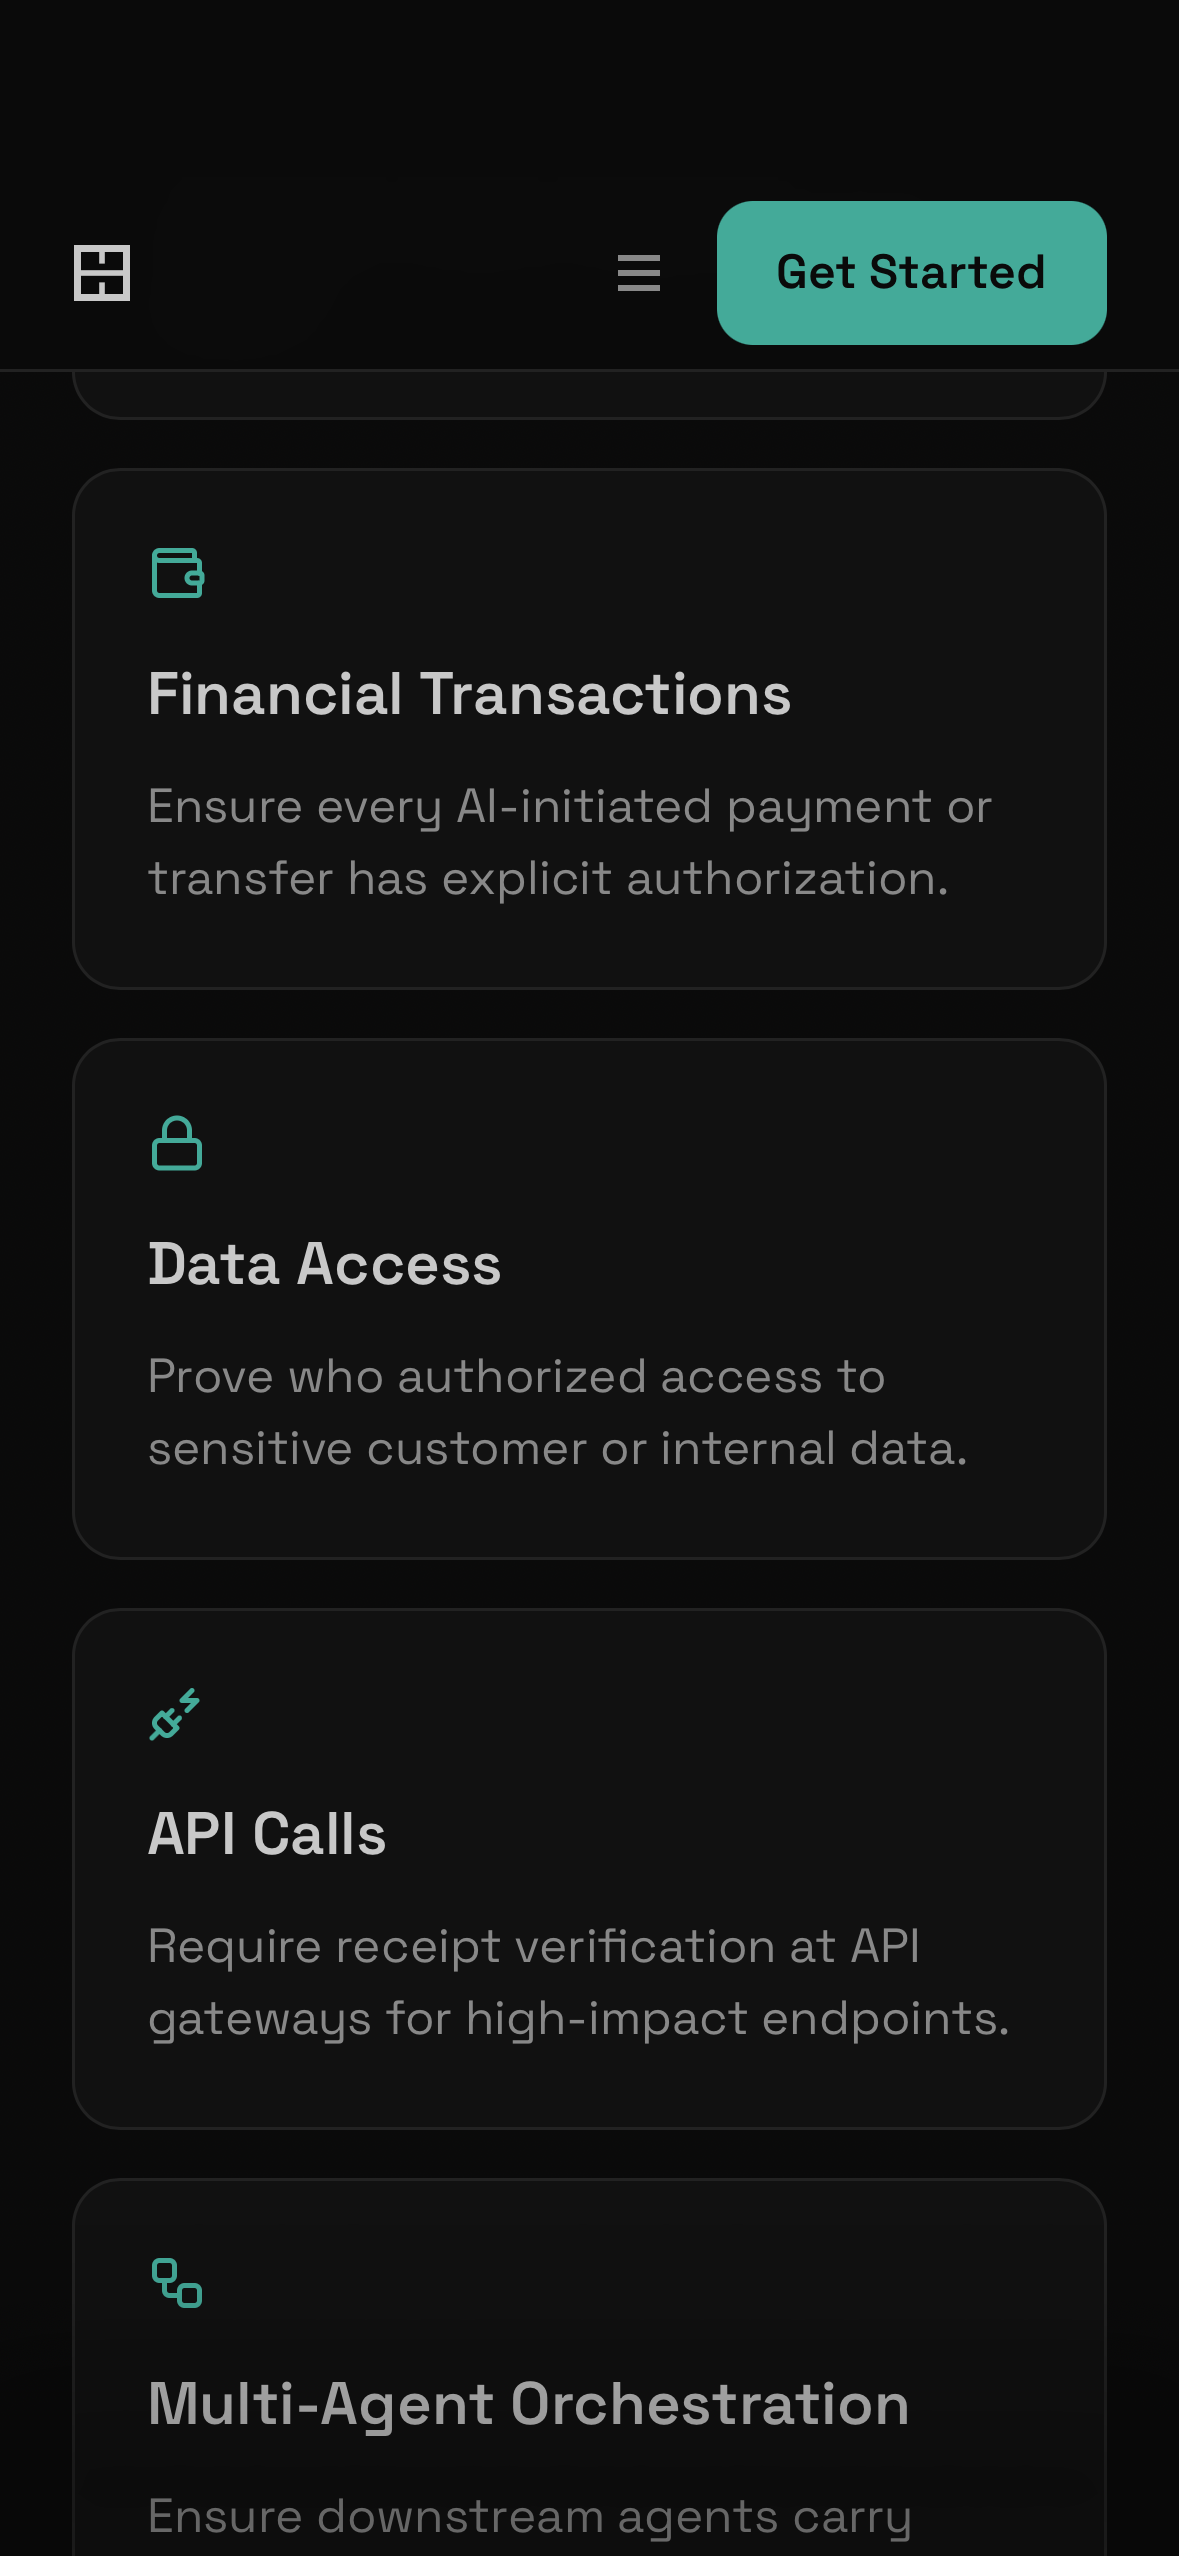 Get Started
Financial Transactions
Ensure every AI-initiated payment or
transfer has explicit authorization.
Data Access
Prove who authorized access to
sensitive customer or internal data.
API Calls
Require receipt verification at API
gateways for high-impact endpoints.
Multi-Agent Orchestration
Ensure downstream agents carry